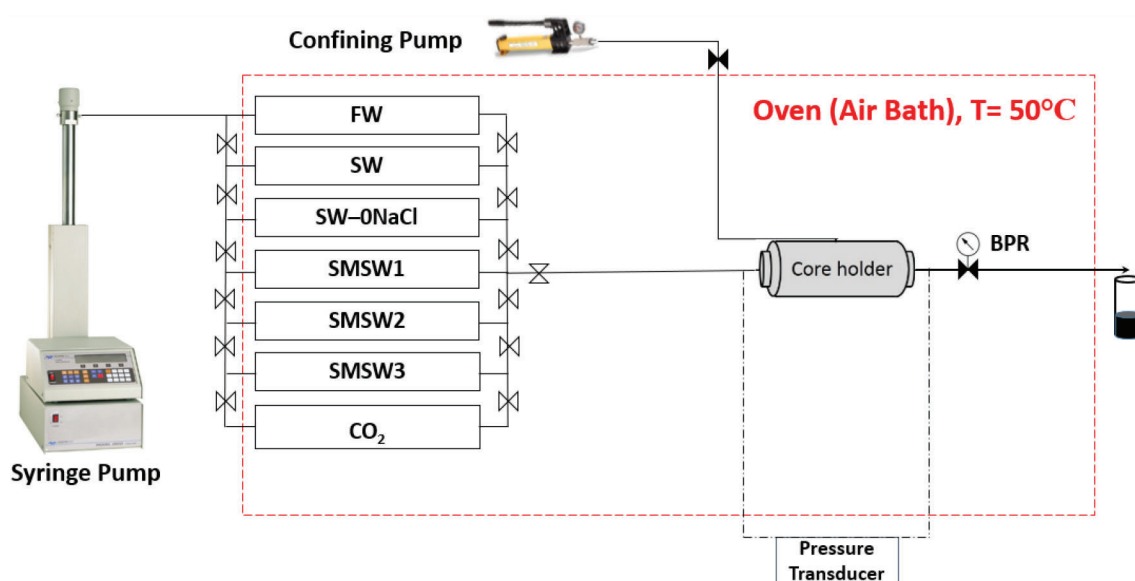 Confining Pump
Oven (Air Bath), T= 50°C
FW
SW
SW–0NaCl
SMSW1
SMSW2
SMSW3
CO₂
Core holder
BPR
Syringe Pump
Pressure
Transducer